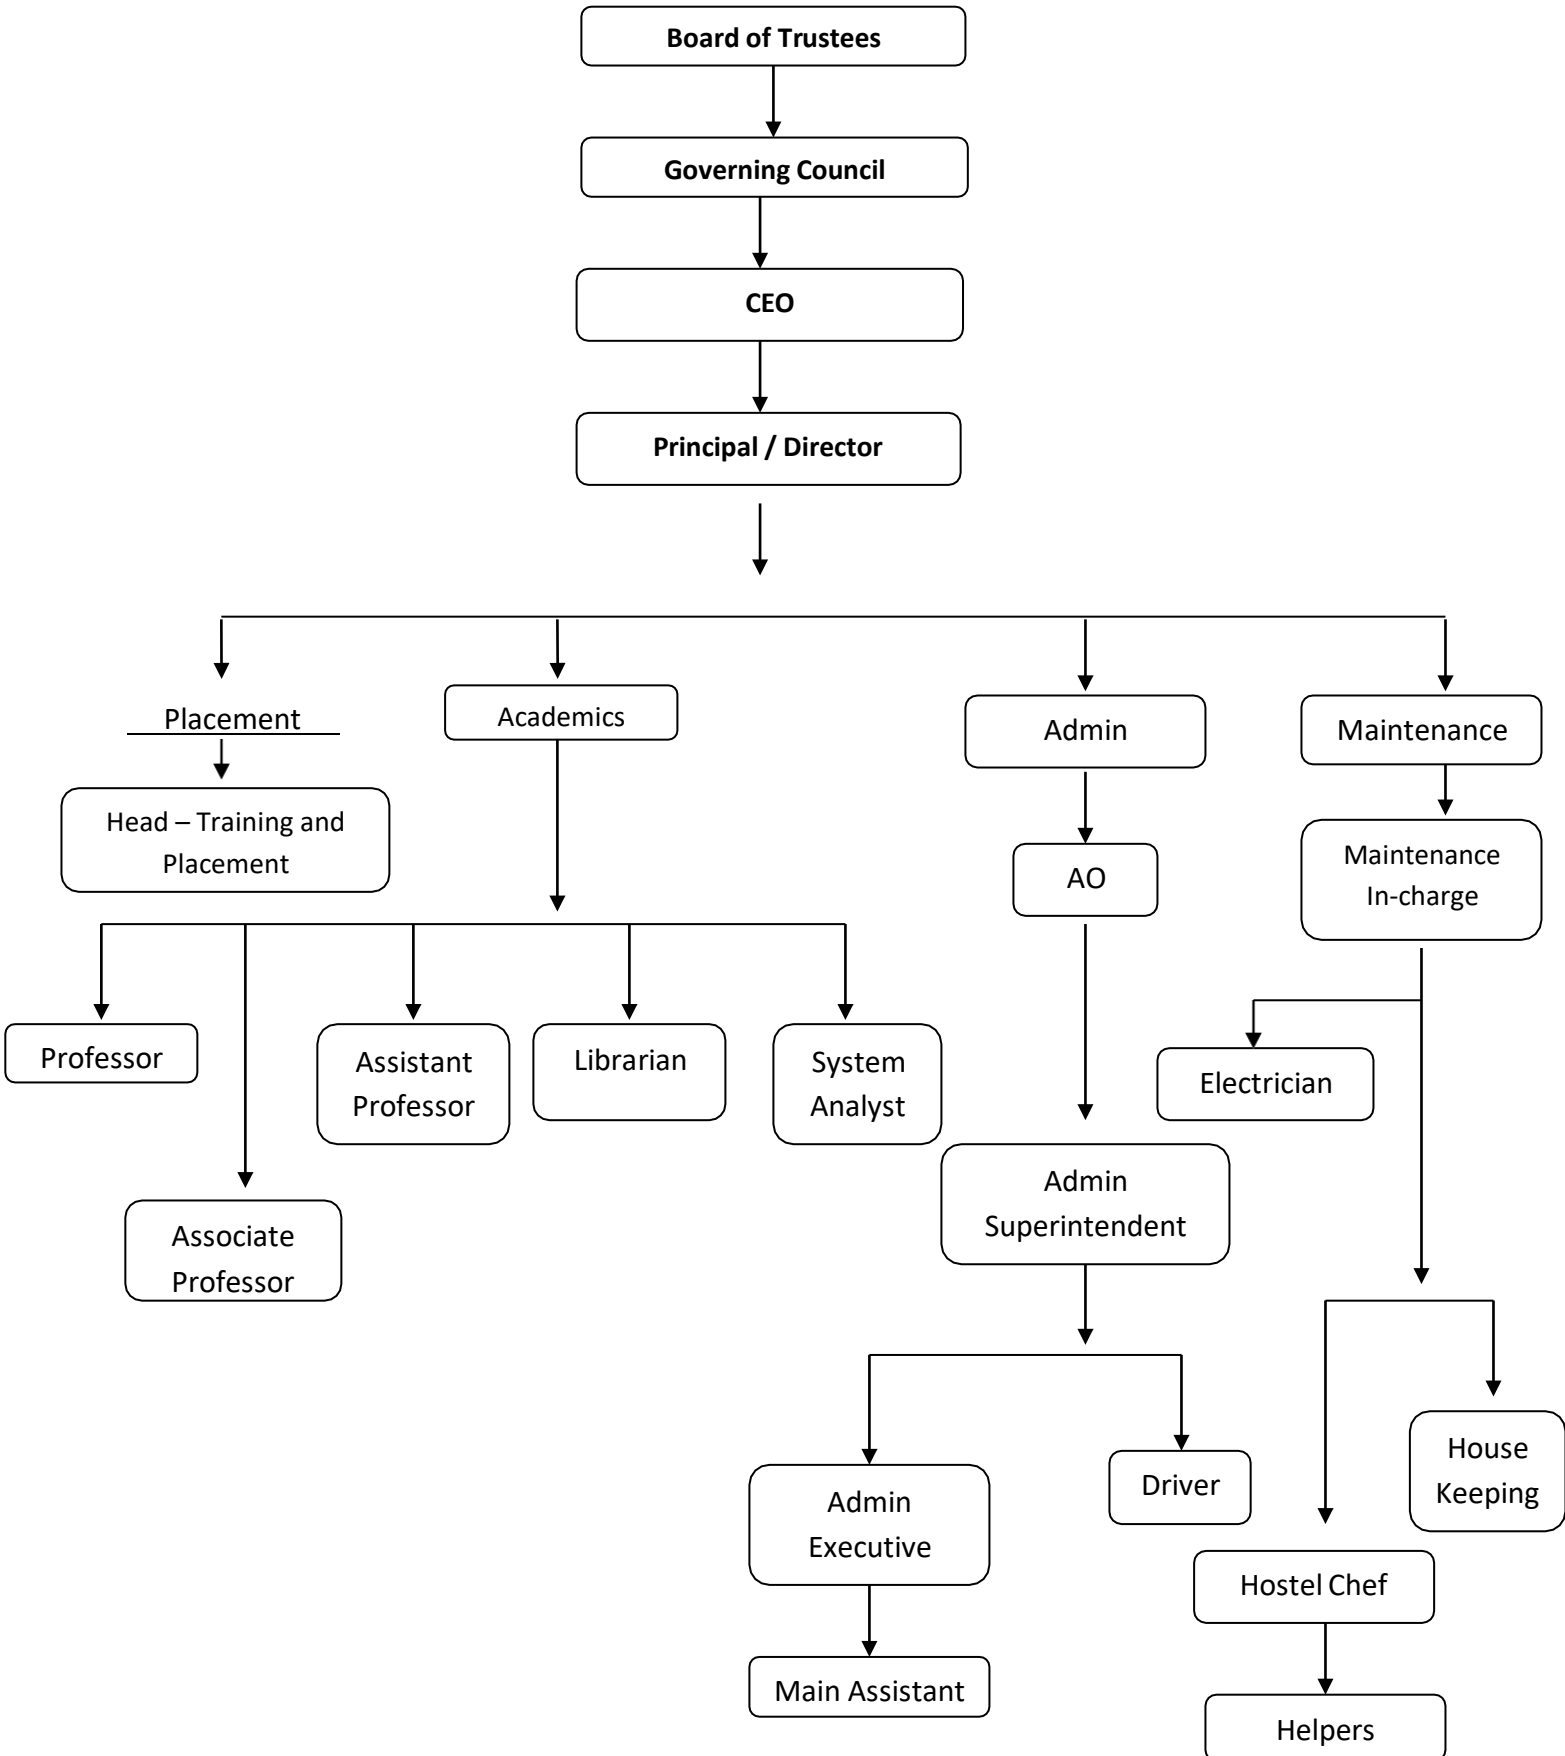 Board of Trustees
Governing Council
CEO
Principal / Director
Placement
Academics
Admin
Maintenance
Head – Training and
Placement
AO
Maintenance
In-charge
Professor
Assistant
Professor
Librarian
System
Analyst
Electrician
Associate
Professor
Admin
Superintendent
Admin
Executive
Driver
House
Keeping
Hostel Chef
Main Assistant
Helpers